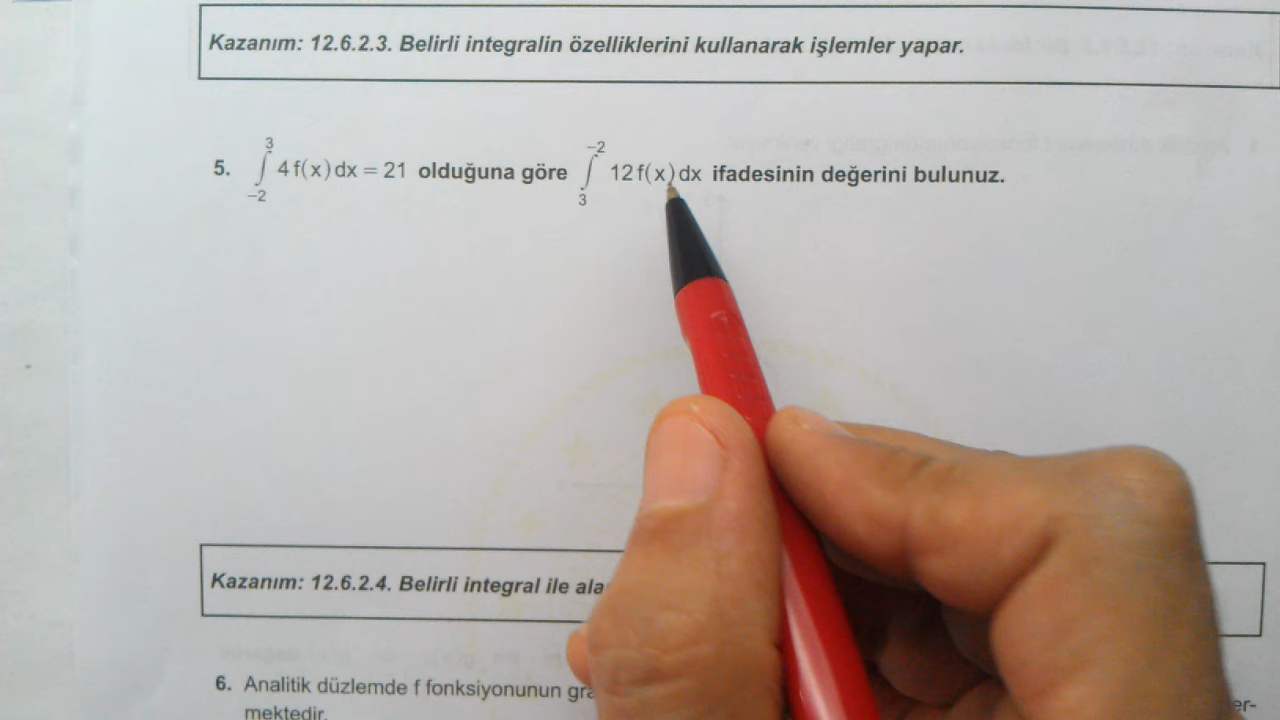 Kazanım: 12.6.2.3. Belirli integralin özelliklerini kullanarak işlemler yapar.
5. ∫₋₂³ 4f(x)dx = 21 olduğuna göre ∫₃⁻² 12f(x)dx ifadesinin değerini bulunuz.
Kazanım: 12.6.2.4. Belirli integral ile
6. Analitik düzlemde f fonksiyonunun
mektedir.